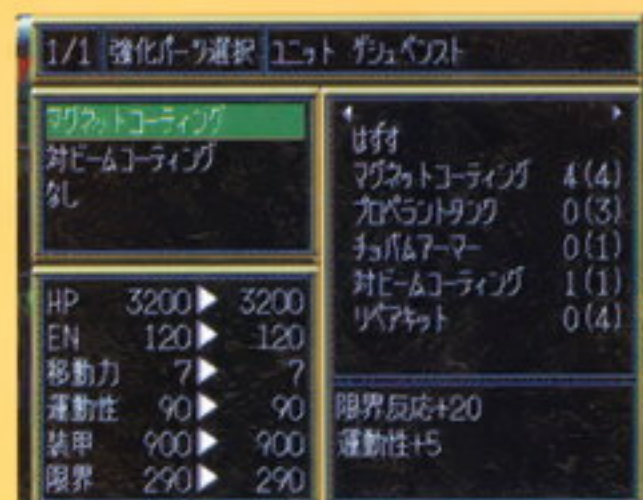 1/1 強化パーツ選択 ユニット ゲシュペンスト
マグネットコーティング
対ビームコーティング
なし
はずす
マグネットコーティング 4(4)
プロペラントタンク 0(3)
チョバムアーマー 0(1)
対ビームコーティング 1(1)
リペアキット 0(4)
HP 3200▶ 3200
EN 120▶ 120
移動力 7▶ 7
運動性 90▶ 90
装甲 900▶ 900
限界 290▶ 290
限界反応+20
運動性+5